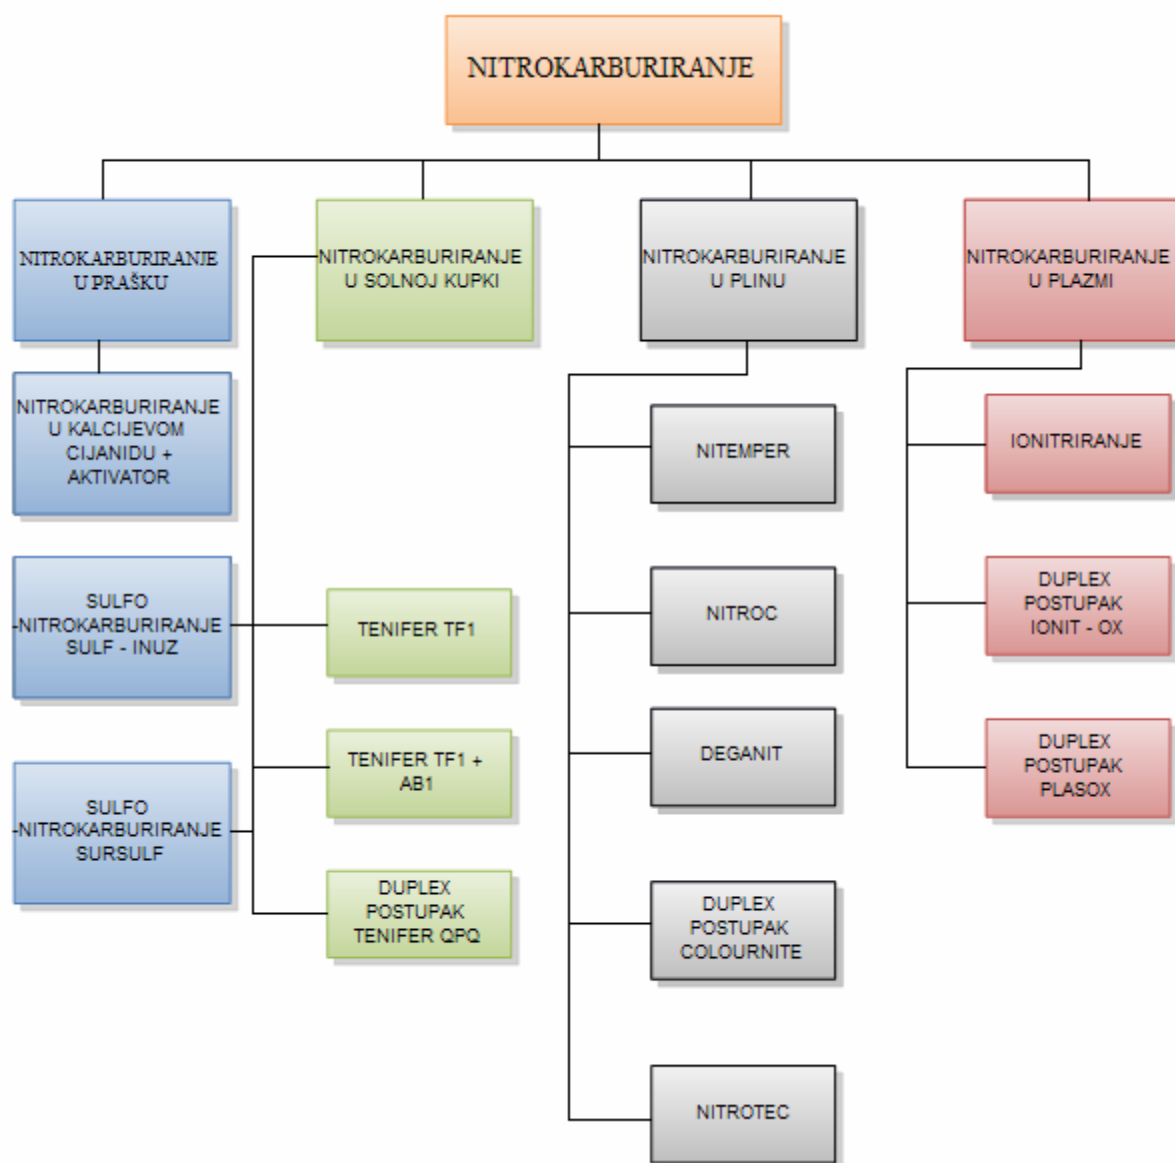 NITROKARBURIRANJE
NITROKARBURIRANJE
U PRAŠKU
NITROKARBURIRANJE
U SOLNOJ KUPKI
NITROKARBURIRANJE
U PLINU
NITROKARBURIRANJE
U PLAZMI
NITROKARBURIRANJE
U KALCIJEVOM
CIJANIDU +
AKTIVATOR
SULFO
-NITROKARBURIRANJE
SULF - INUZ
SULFO
-NITROKARBURIRANJE
SURSULF
TENIFER TF1
TENIFER TF1 +
AB1
DUPLEX
POSTUPAK
TENIFER QPQ
NITEMPER
NITROC
DEGANIT
DUPLEX
POSTUPAK
COLOURNITE
NITROTEC
IONITRIRANJE
DUPLEX
POSTUPAK
IONIT - OX
DUPLEX
POSTUPAK
PLASOX